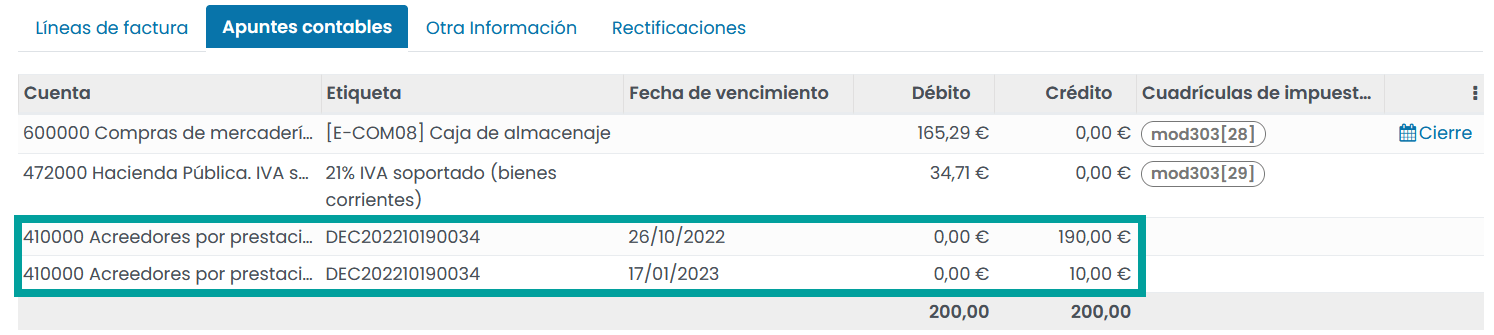 Líneas de factura Apuntes contables Otra Información Rectificaciones
Cuenta Etiqueta Fecha de vencimiento Débito Crédito Cuadrículas de impuest...
600000 Compras de mercaderí... [E-COM08] Caja de almacenaje 165,29 € 0,00 € mod303[28] Cierre
472000 Hacienda Pública. IVA s... 21% IVA soportado (bienes 34,71 € 0,00 € mod303[29]
corrientes)
410000 Acreedores por prestaci... DEC202210190034 26/10/2022 0,00 € 190,00 €
410000 Acreedores por prestaci... DEC202210190034 17/01/2023 0,00 € 10,00 €
200,00 200,00